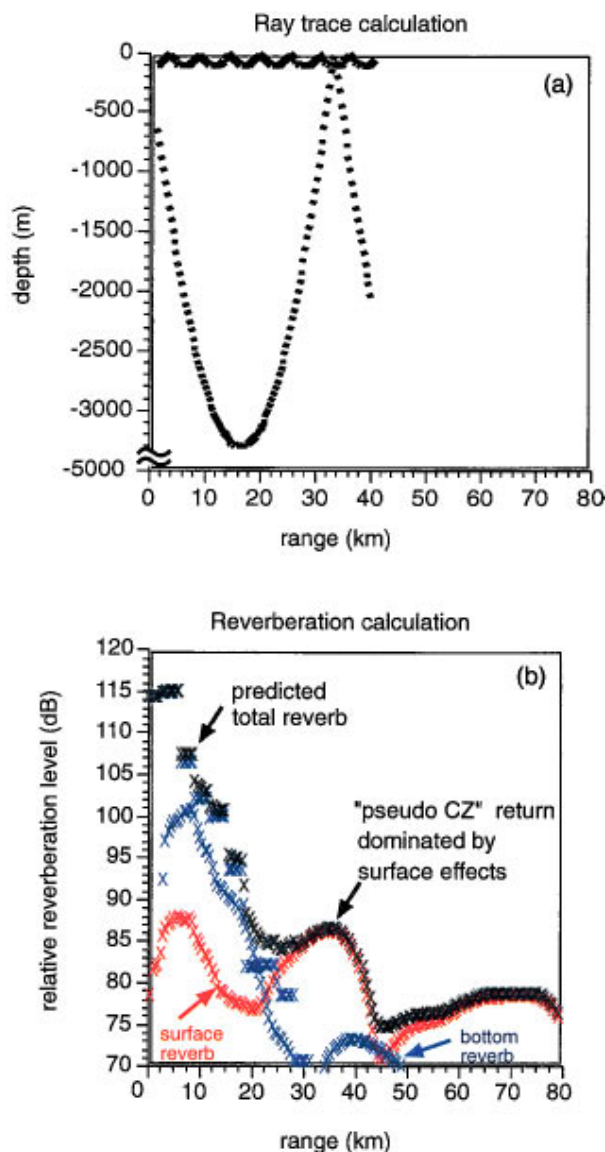 Ray trace calculation
0
-500
-1000
-1500
-2000
-2500
-3000
-5000
depth (m)
(a)
0 10 20 30 40 50 60 70 80
range (km)
Reverberation calculation
120
115
110
105
100
95
90
85
80
75
70
relative reverberation level (dB)
(b)
predicted
total reverb
"pseudo CZ" return
dominated by
surface effects
surface
reverb
bottom
reverb
0 10 20 30 40 50 60 70 80
range (km)